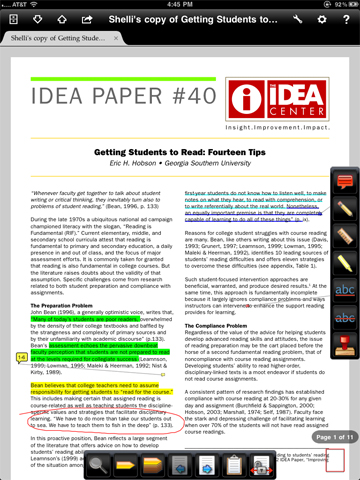 AT&T
4:45 PM
92%
Shelli's copy of Getting Students to...
Shelli's copy of Getting Stude...
IDEA PAPER #40
IDEA
CENTER
Insight.Improvement.Impact.
Getting Students to Read: Fourteen Tips
Eric H. Hobson • Georgia Southern University
"Whenever faculty get together to talk about student
writing or critical thinking, they inevitably turn also to
problems of student reading." (Bean, 1996, p. 133)
During the late 1970s a ubiquitous national ad campaign
championed literacy with the slogan, "Reading is
Fundamental (RIF)." Current elementary, middle, and
secondary school curricula attest that reading is
fundamental to primary and secondary education, a daily
presence in and out of class, and the focus of major
assessment efforts. It is commonly taken for granted
that reading is also fundamental in college courses. But
the literature raises doubts about the validity of that
assumption. Specific challenges come from research
related to both student preparation and compliance with
assignments.
The Preparation Problem
John Bean (1996), a generally optimistic voice, writes that,
"Many of today's students are poor readers, overwhelmed
by the density of their college textbooks and baffled by
the strangeness and complexity of primary sources and
by their unfamiliarity with academic discourse" (p. 133).
Bean's assessment echoes the pervasive download
faculty perception that students are not prepared to read
at the levels required for collegiate success (Leamnson,
1999; Lowman, 1995; Maleki & Heerman, 1992; Nist &
Kirby, 1989).
Bean believes that college teachers need to assume
responsibility for getting students to "read for the course."
This includes making certain that assigned reading is
course related as well as teaching students the discipline-
specific values and strategies that facilitate disciplinary
learning. "We have to do more than take our students out
to sea. We have to teach them to fish in the deep" (p. 133).
In this proactive position, Bean reflects a large segment
of the literature that offers advice on how to develop
students' reading
Leamnson's (1999)
of the situation among
first-year students do not know how to listen well, to make
notes on what they hear, to read with comprehension, or
to write referentially about the real world. Nonetheless,
an equally important premise is that they are completely
capable of learning to do all of these things" (p. ix).
Reasons for college student struggles with course reading
are many. Bean, like others writing about this issue (Davis,
1993; Grunert, 1997; Leamnson, 1999; Lowman, 1995;
Maleki & Heerman, 1992), identifies 10 leading sources of
students' reading difficulties and offers eleven strategies
to overcome these difficulties (see appendix, Table 1).
Such student-focused intervention approaches are
beneficial, warranted, and produce desired results. At the
same time, this approach is fundamentally incomplete
because it largely ignores compliance problems and ways
instructors can intervene to enhance the support reading
provides for learning.
The Compliance Problem
Regardless of the value of the advice for helping students
develop advanced reading skills and attitudes, the issue
of reading preparation may be the cart placed before the
horse of a second fundamental reading problem, that of
noncompliance with course reading assignments.
Developing students' ability to read higher-order,
discipline-linked texts is a moot endeavor if students do
not read course assignments.
A consistent pattern of research findings has established
compliance with course reading at 20-30% for any given
day and assignment (Burchfield & Sappington, 2000;
Hobson, 2003; Marshall, 1974; Self, 1987). Faculty face
the stark and depressing challenge of facilitating learning
when over 70% of the students will not have read assigned
course readings.
abc
abc
Page 1 of 11